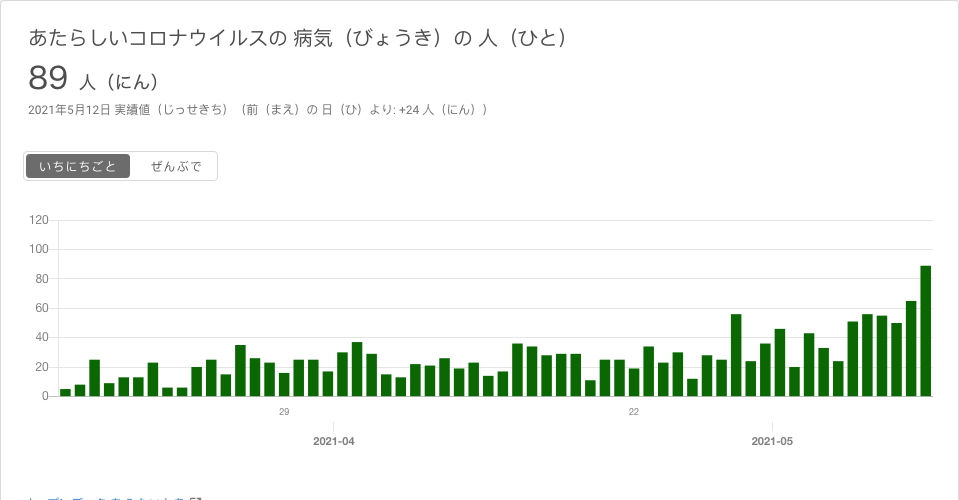 あたらしいコロナウイルスの 病気（びょうき）の 人（ひと）
89 人（にん）
2021年5月12日 実績値（じっせきち）（前（まえ）の 日（ひ）より: +24 人（にん））
いちにちごと ぜんぶで
120
100
80
60
40
20
0
29 22
2021-04 2021-05